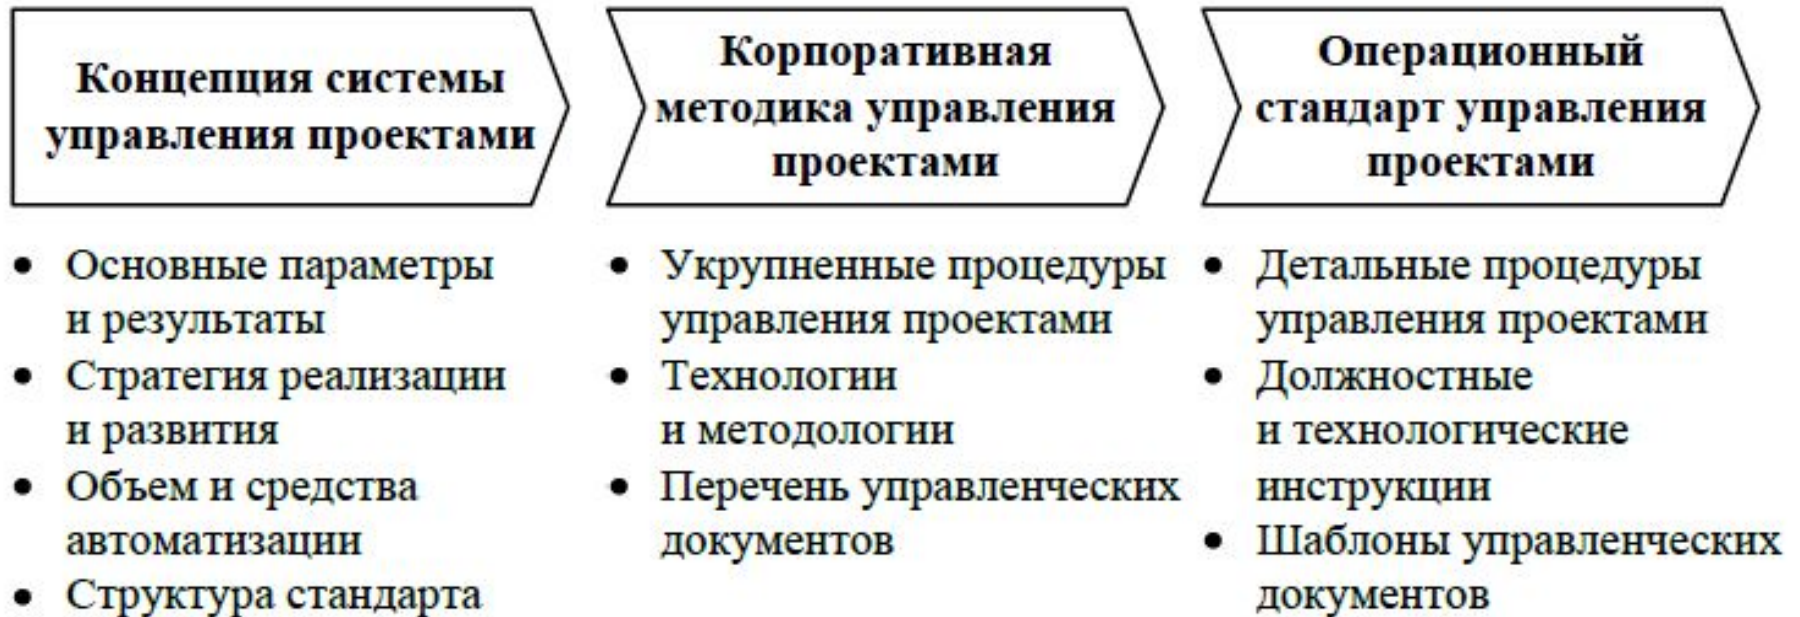 Концепция системы
управления проектами
• Основные параметры
и результаты
• Стратегия реализации
и развития
• Объем и средства
автоматизации
• Структура стандарта
Корпоративная
методика управления
проектами
• Укрупненные процедуры
управления проектами
• Технологии
и методологии
• Перечень управленческих
документов
Операционный
стандарт управления
проектами
• Детальные процедуры
управления проектами
• Должностные
и технологические
инструкции
• Шаблоны управленческих
документов